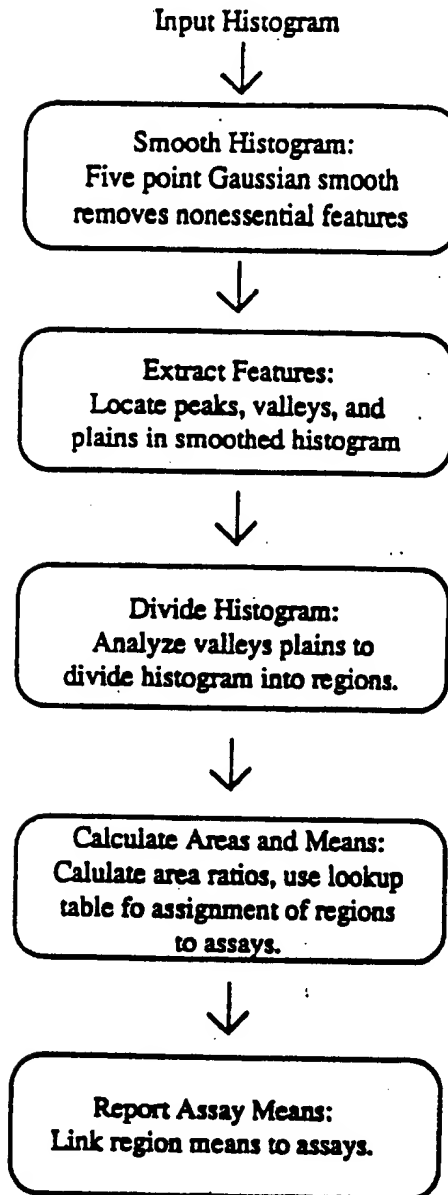 Input Histogram
Smooth Histogram:
Five point Gaussian smooth
removes nonessential features
Extract Features:
Locate peaks, valleys, and
plains in smoothed histogram
Divide Histogram:
Analyze valleys plains to
divide histogram into regions.
Calculate Areas and Means:
Calulate area ratios, use lookup
table fo assignment of regions
to assays.
Report Assay Means:
Link region means to assays.